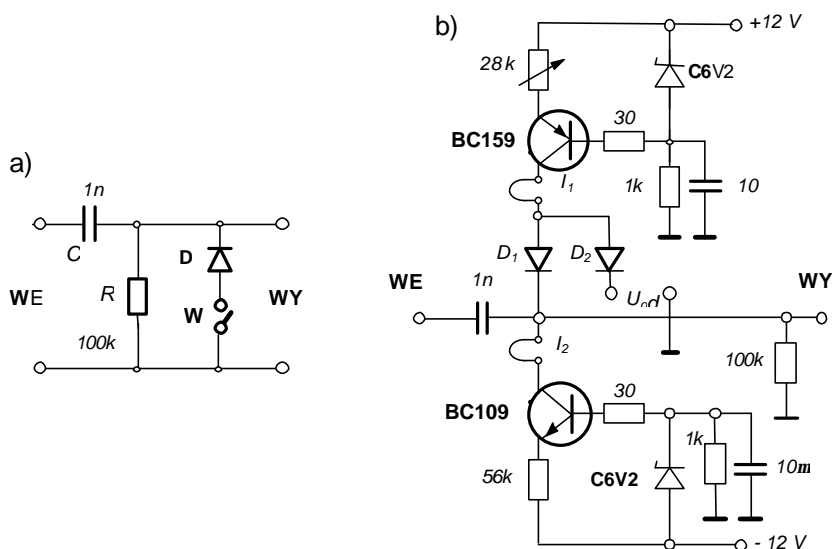 a)
1n
C
WE
R
100k
D
W
WY
b)
+12 V
28k
C6V2
30
BC159
I1
1k
10
D1
D2
WE
1n
Uod
WY
I2
100k
30
BC109
1k
56k
C6V2
10m
- 12 V